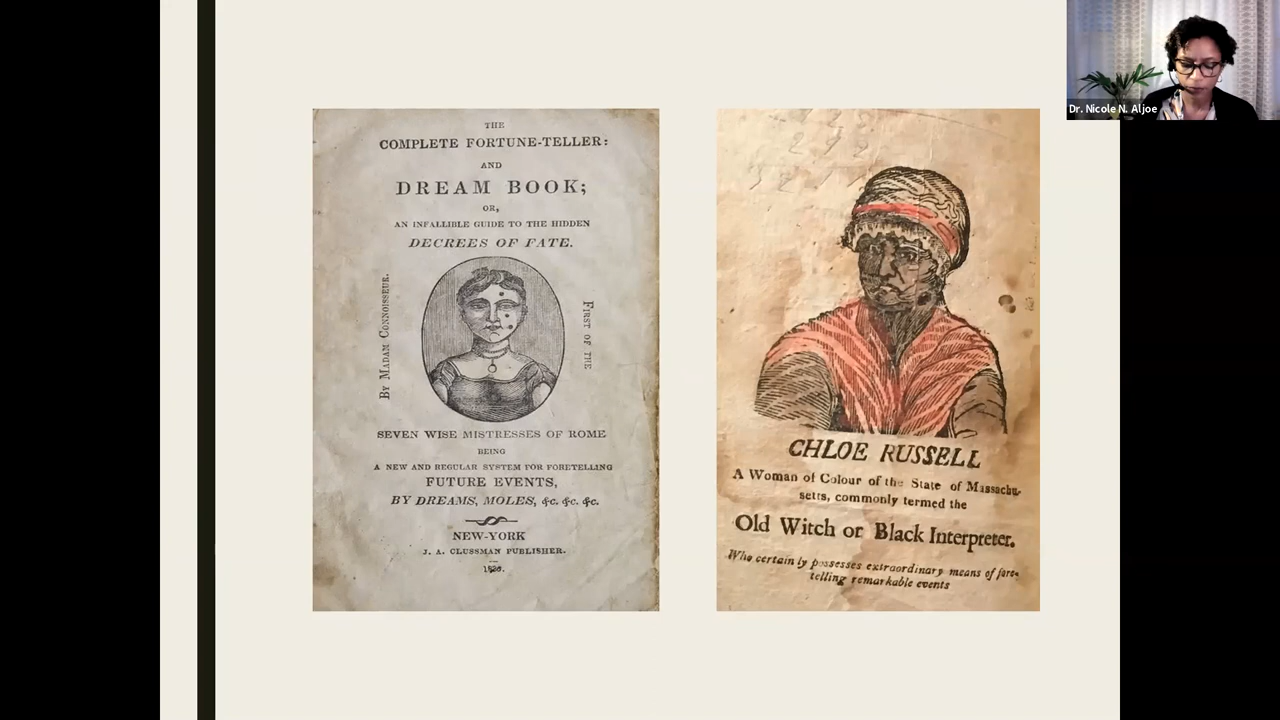 Dr. Nicole N. Aljoe
THE
COMPLETE FORTUNE-TELLER:
AND
DREAM BOOK;
OR,
AN INFALLIBLE GUIDE TO THE HIDDEN
DECREES OF FATE.
BY MADAM CONNOISSEUR.
FIRST OF THE
SEVEN WISE MISTRESSES OF ROME
BEING
A NEW AND REGULAR SYSTEM FOR FORETELLING
FUTURE EVENTS,
BY DREAMS, MOLES, &c. &c. &c.
NEW-YORK
J. A. CLUSSMAN PUBLISHER.
CHLOE RUSSELL
A Woman of Colour of the State of Massachu-
setts, commonly termed the
Old Witch or Black Interpreter.
Who certainly possesses extraordinary means of fore-
telling remarkable events